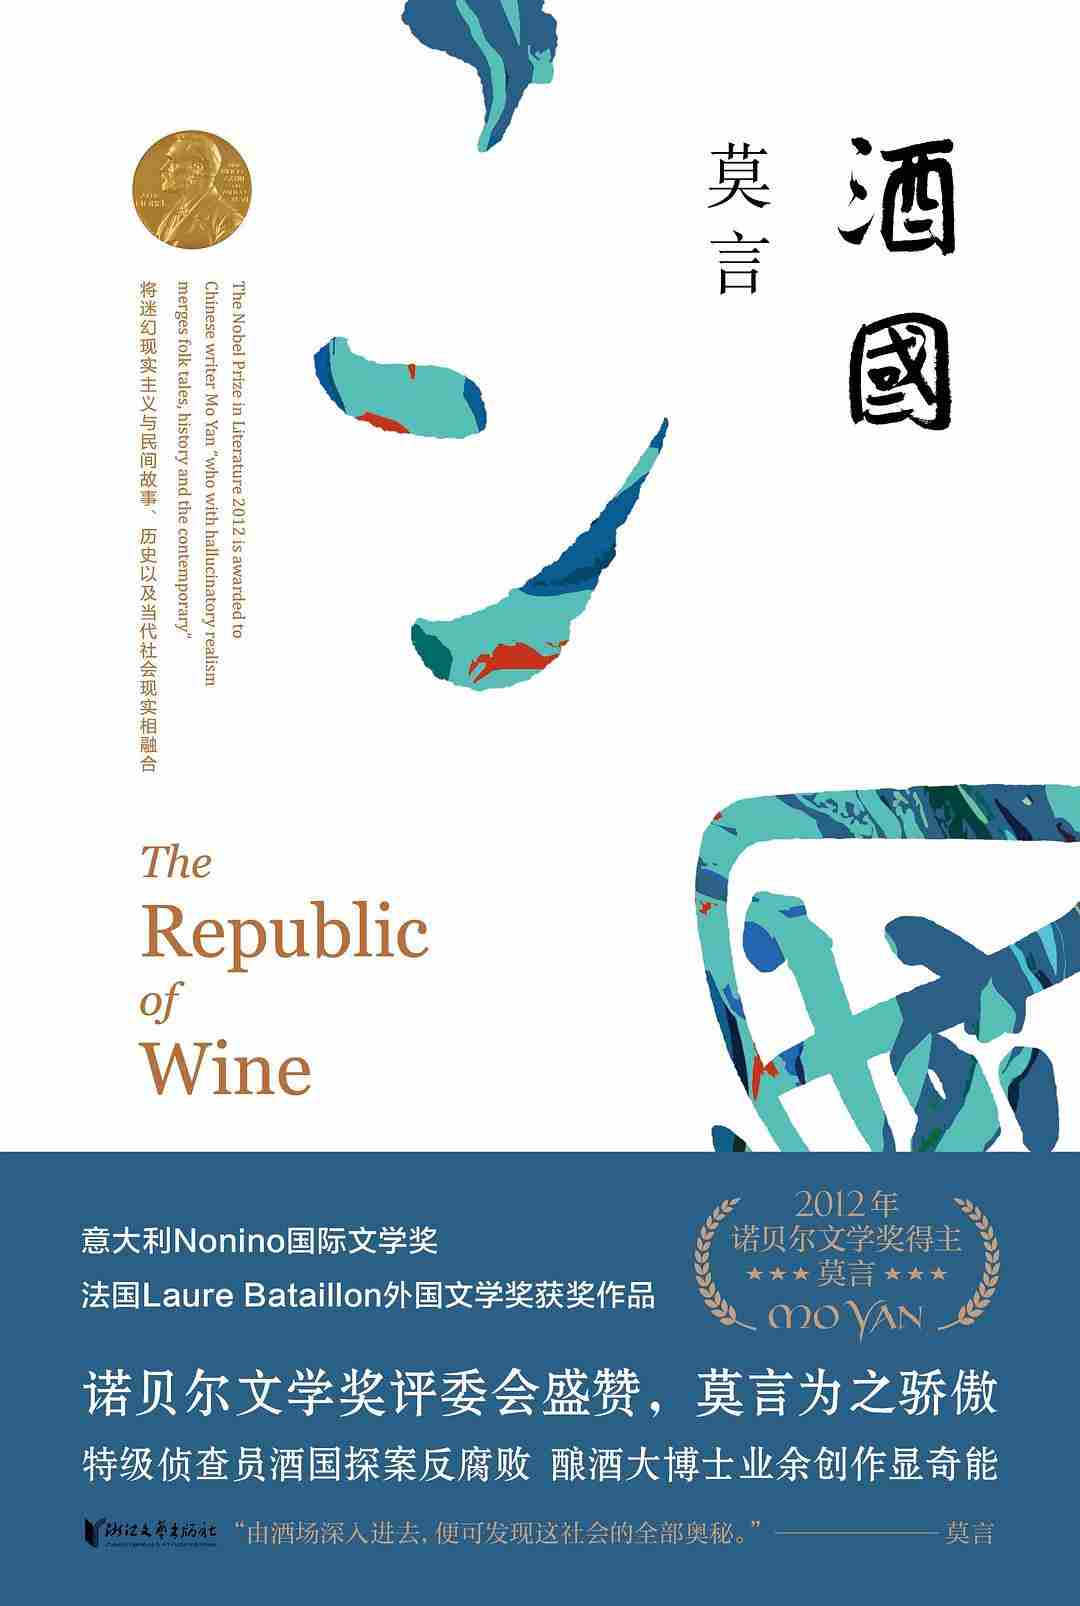 酒國
莫言
The Nobel Prize in Literature 2012 is awarded to
Chinese writer Mo Yan "who with hallucinatory realism
merges folk tales, history and the contemporary"
将迷幻现实主义与民间故事、历史以及当代社会现实相融合
The
Republic
of
Wine
意大利Nonino国际文学奖
法国Laure Bataillon外国文学奖获奖作品
2012年
诺贝尔文学奖得主
★★★莫言★★★
MO YAN
诺贝尔文学奖评委会盛赞，莫言为之骄傲
特级侦查员酒国探案反腐败 酿酒大博士业余创作显奇能
浙江文艺出版社
“由酒场深入进去，便可发现这社会的全部奥秘。”——莫言